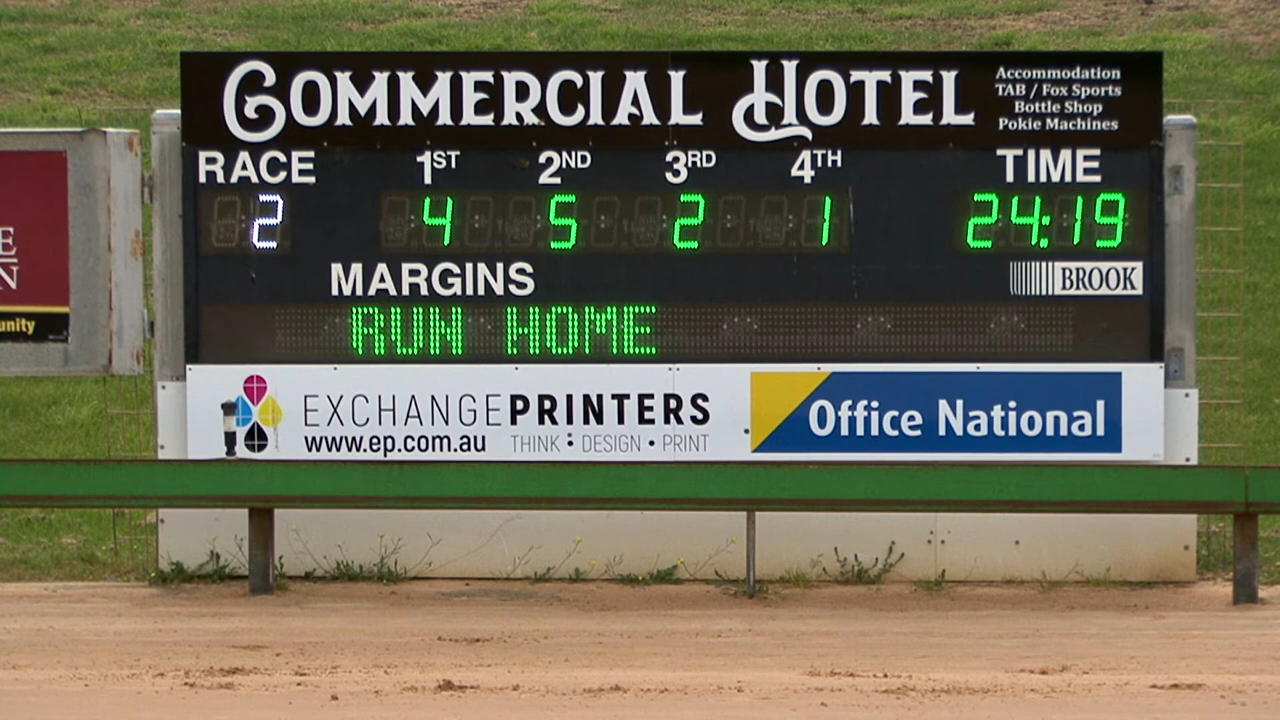 COMMERCIAL HOTEL
Accommodation
TAB / Fox Sports
Bottle Shop
Pokie Machines
RACE 1ST 2ND 3RD 4TH TIME
2 4 5 2 1 24:19
MARGINS
BROOK
RUN HOME
EXCHANGEPRINTERS
www.ep.com.au THINK • DESIGN • PRINT
Office National
E
N
unity